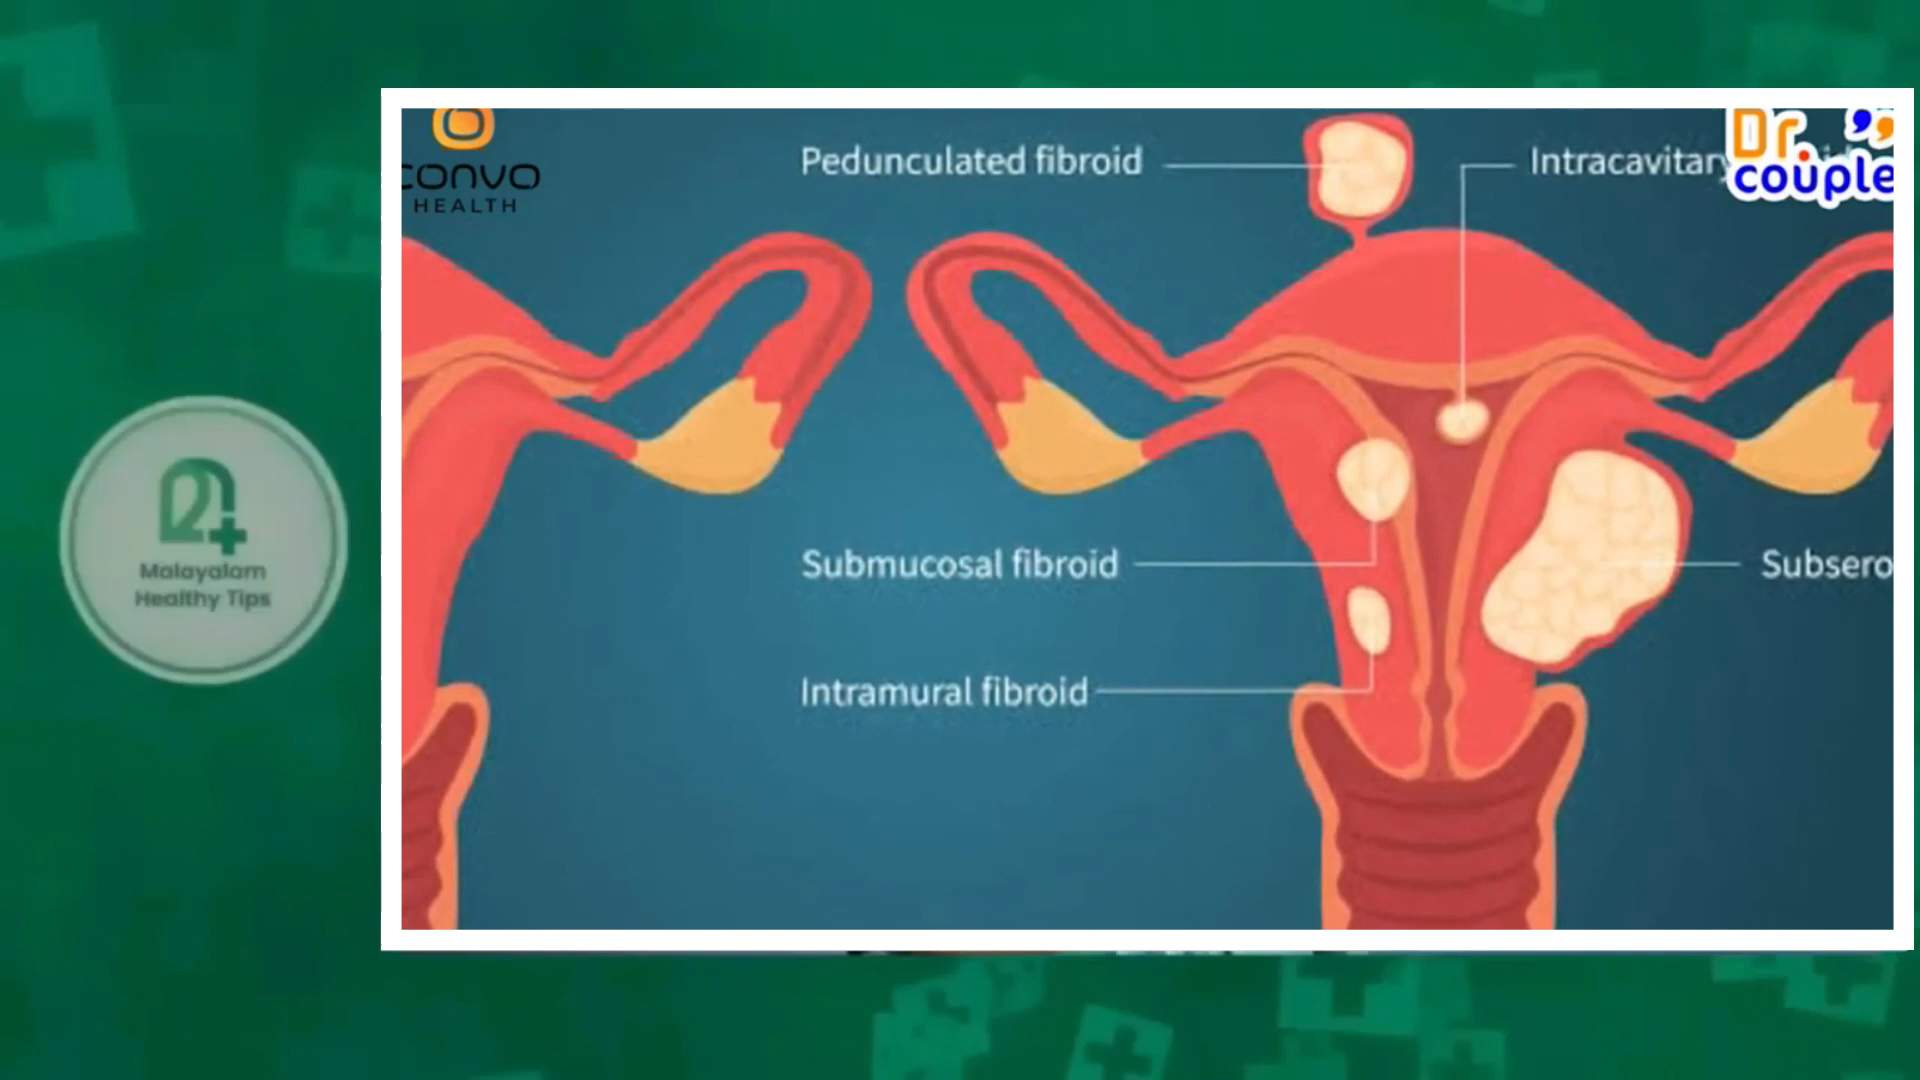 convo
HEALTH
Pedunculated fibroid
Intracavitary
Dr.
couple
Submucosal fibroid
Subsero
Intramural fibroid
Malayalam
Healthy Tips